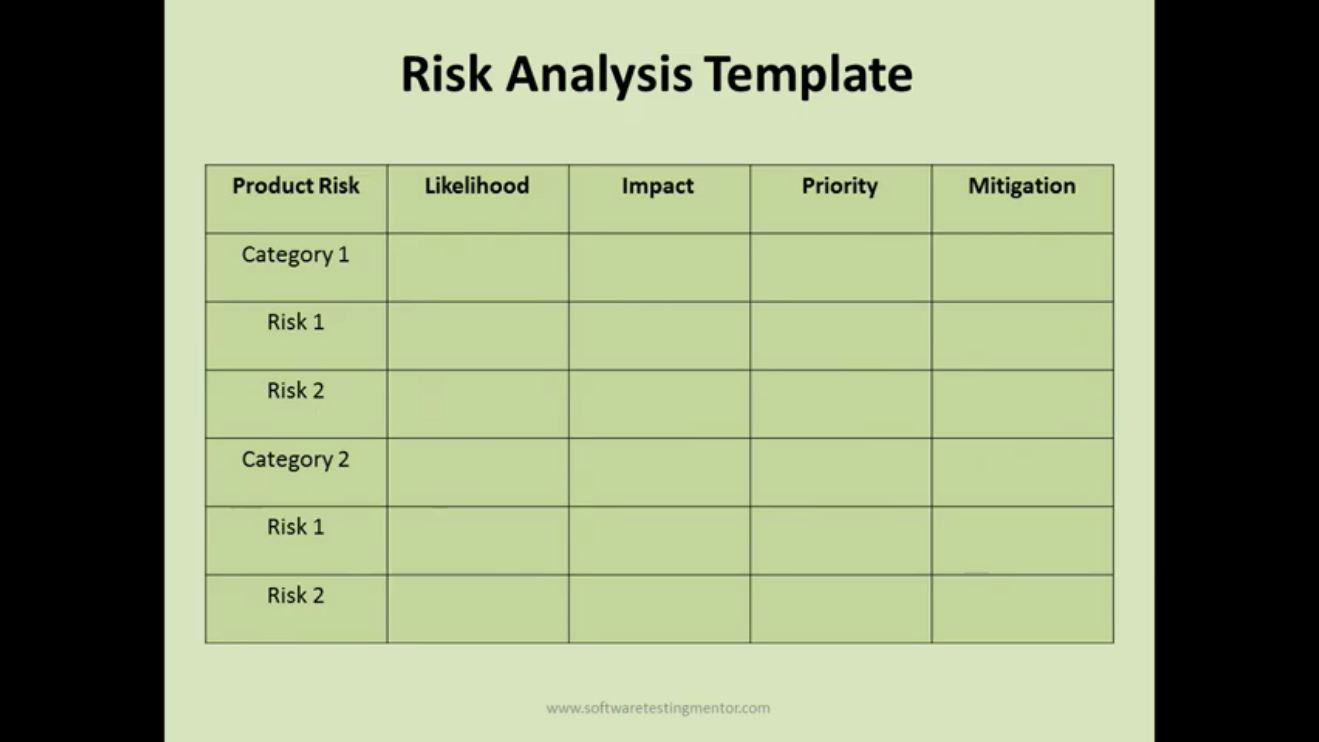 Risk Analysis Template
Product Risk Likelihood Impact Priority Mitigation
Category 1
Risk 1
Risk 2
Category 2
Risk 1
Risk 2
www.softwaretestingmentor.com